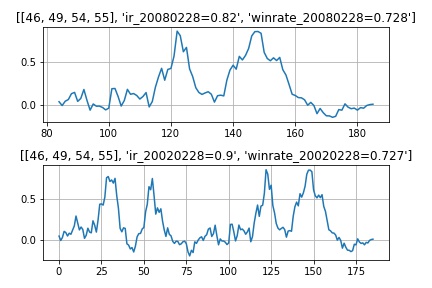 [[46, 49, 54, 55], 'ir_20080228=0.82', 'winrate_20080228=0.728']
0.5
0.0
80 100 120 140 160 180
[[46, 49, 54, 55], 'ir_20020228=0.9', 'winrate_20020228=0.727']
0.5
0.0
0 25 50 75 100 125 150 175